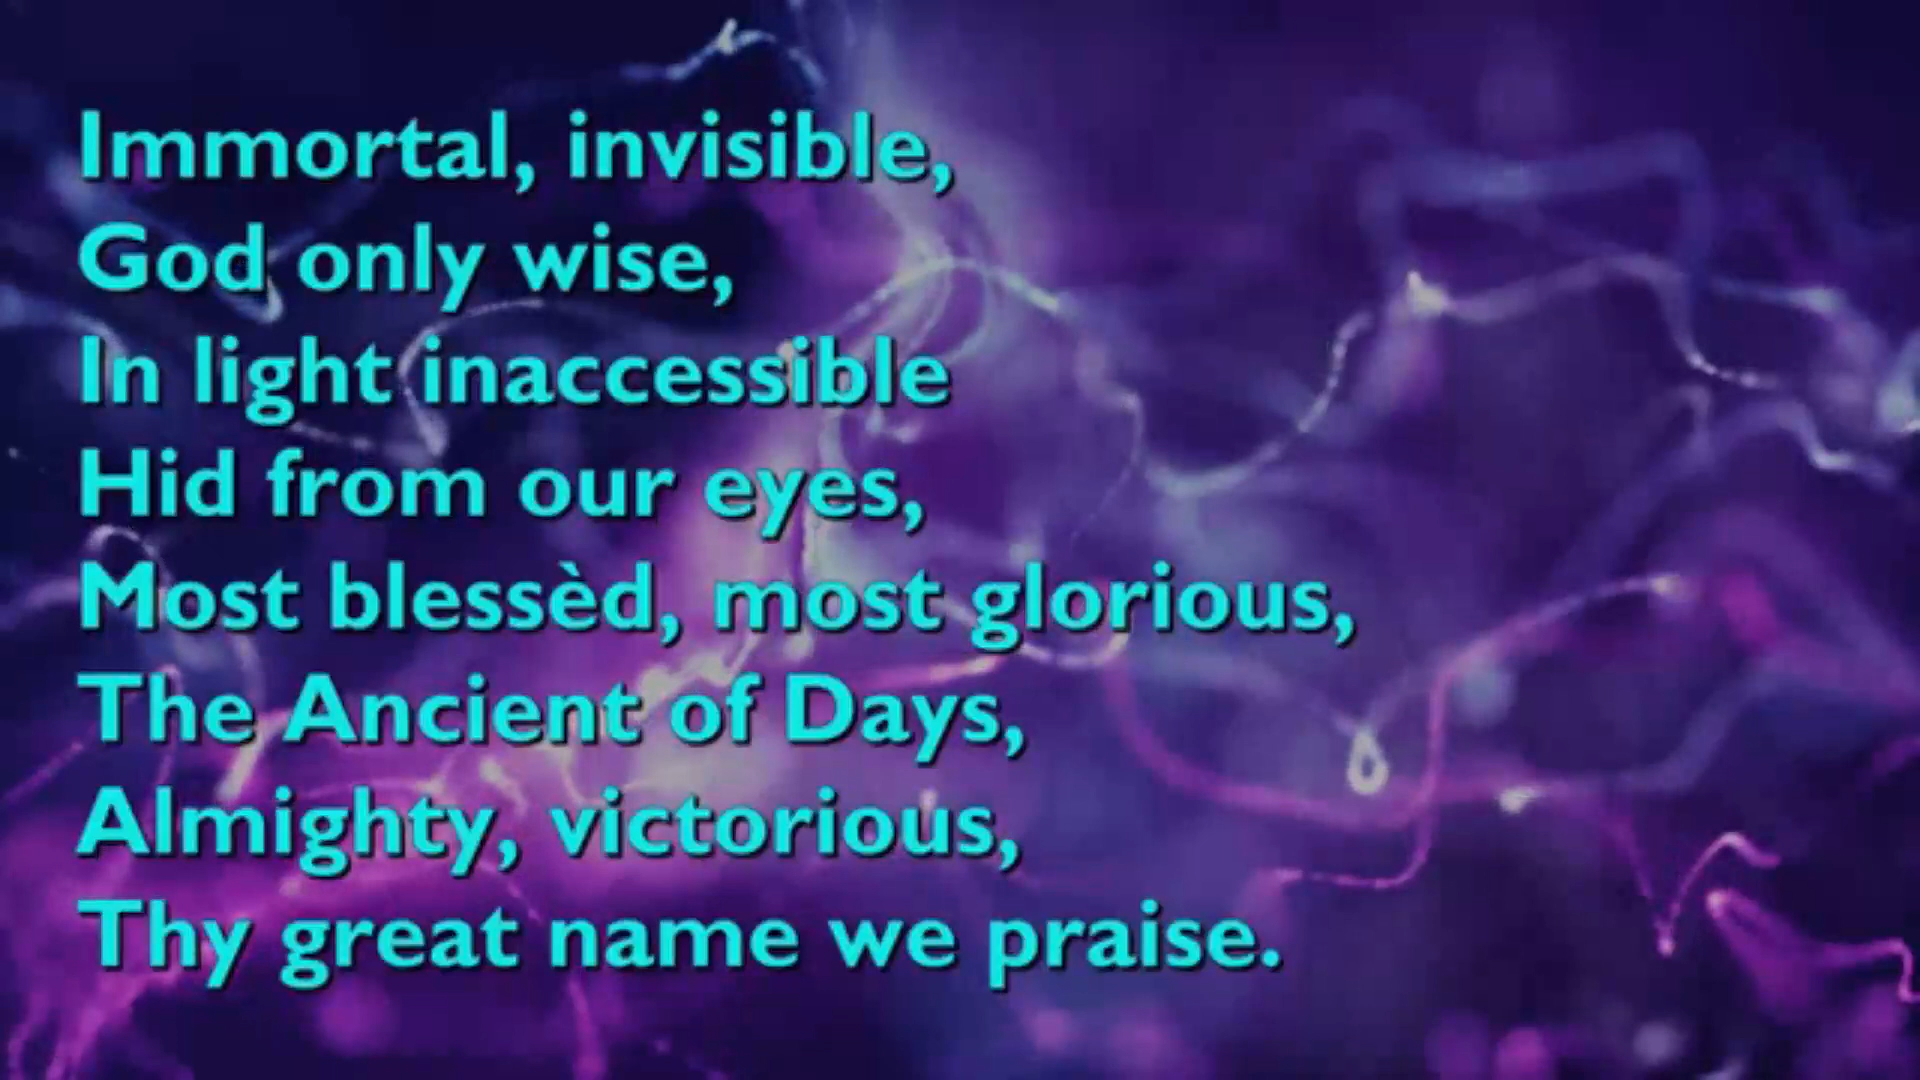 Immortal, invisible,
God only wise,
In light inaccessible
Hid from our eyes,
Most blessèd, most glorious,
The Ancient of Days,
Almighty, victorious,
Thy great name we praise.